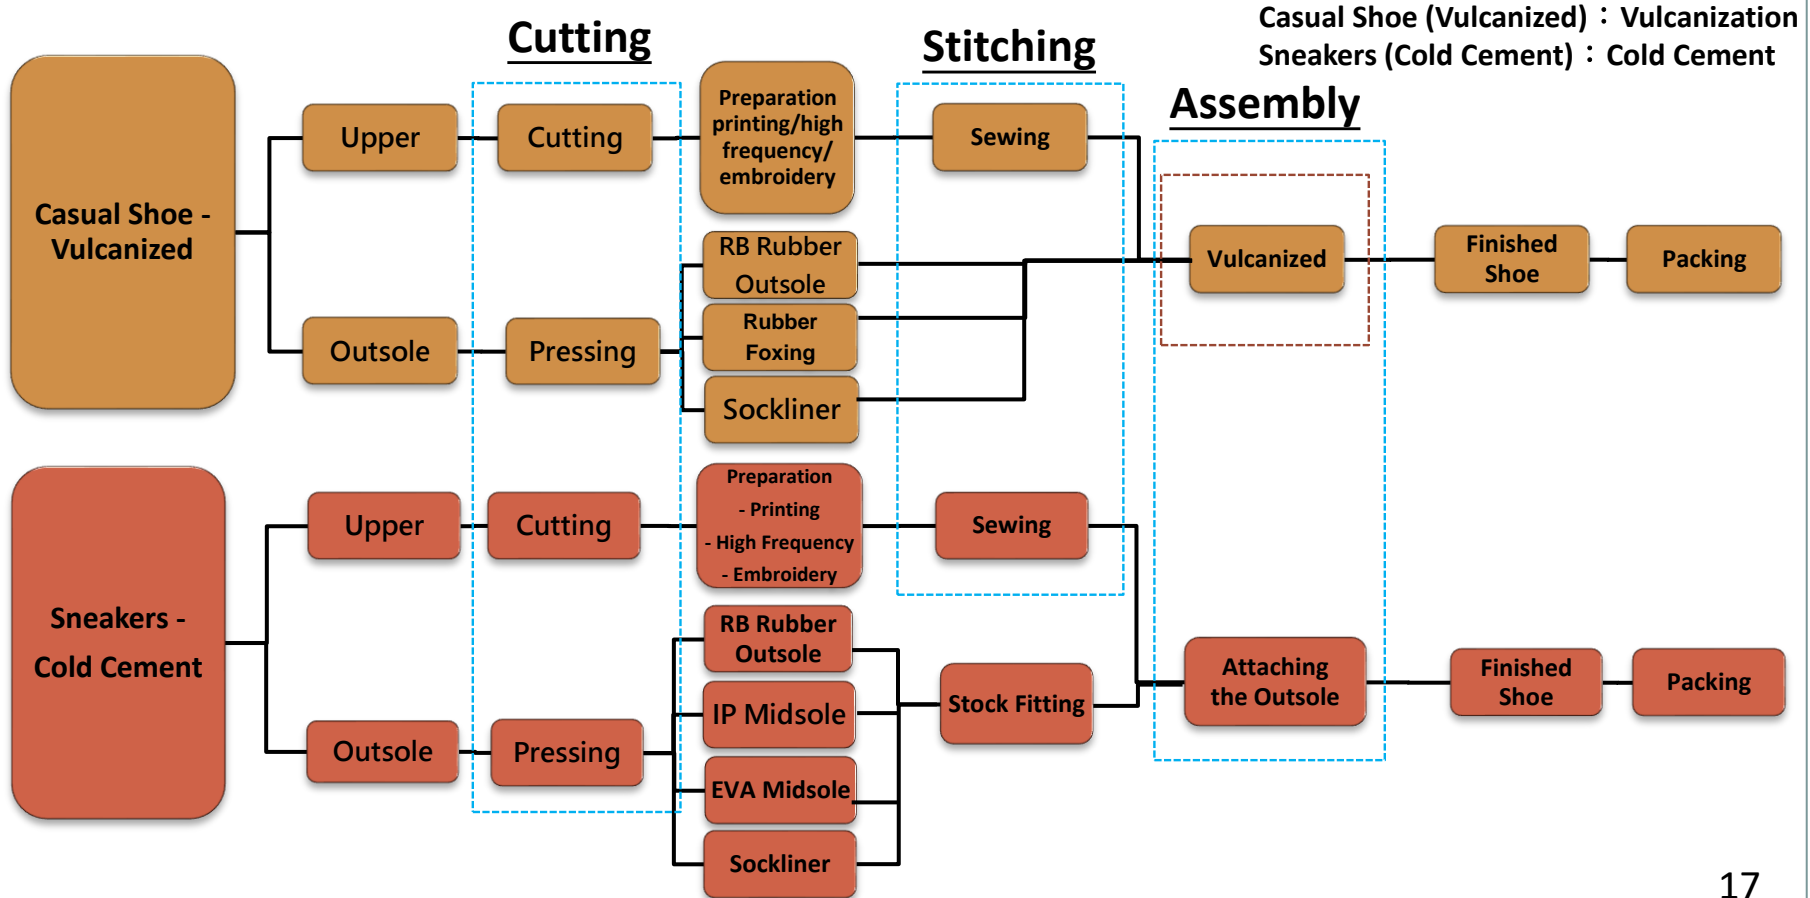 Casual Shoe (Vulcanized)：Vulcanization
Sneakers (Cold Cement)：Cold Cement
Cutting
Stitching
Assembly
Casual Shoe -
Vulcanized
Upper
Cutting
Preparation
printing/high
frequency/
embroidery
Sewing
Outsole
Pressing
RB Rubber
Outsole
Rubber
Foxing
Sockliner
Vulcanized
Finished
Shoe
Packing
Sneakers -
Cold Cement
Upper
Cutting
Preparation
- Printing
- High Frequency
- Embroidery
Sewing
Outsole
Pressing
RB Rubber
Outsole
IP Midsole
EVA Midsole
Sockliner
Stock Fitting
Attaching
the Outsole
Finished
Shoe
Packing
17